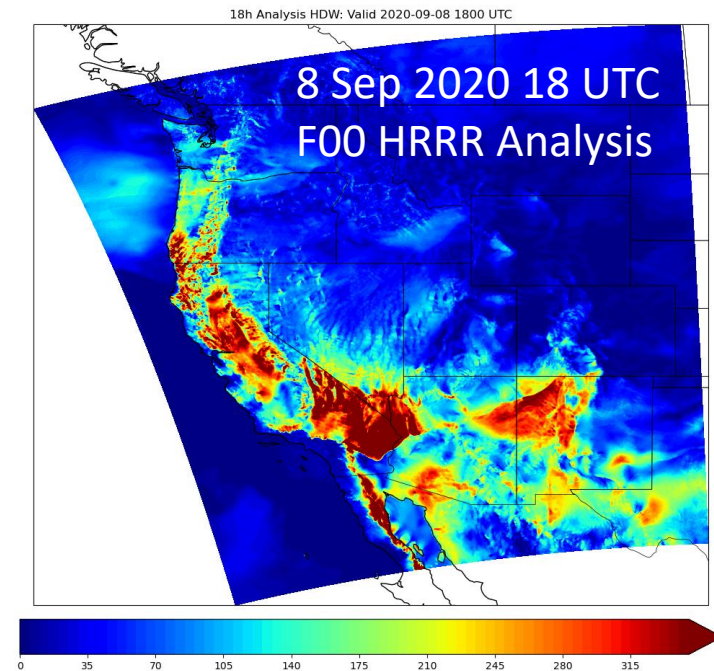 18h Analysis HDW: Valid 2020-09-08 1800 UTC
8 Sep 2020 18 UTC
F00 HRRR Analysis
0 35 70 105 140 175 210 245 280 315